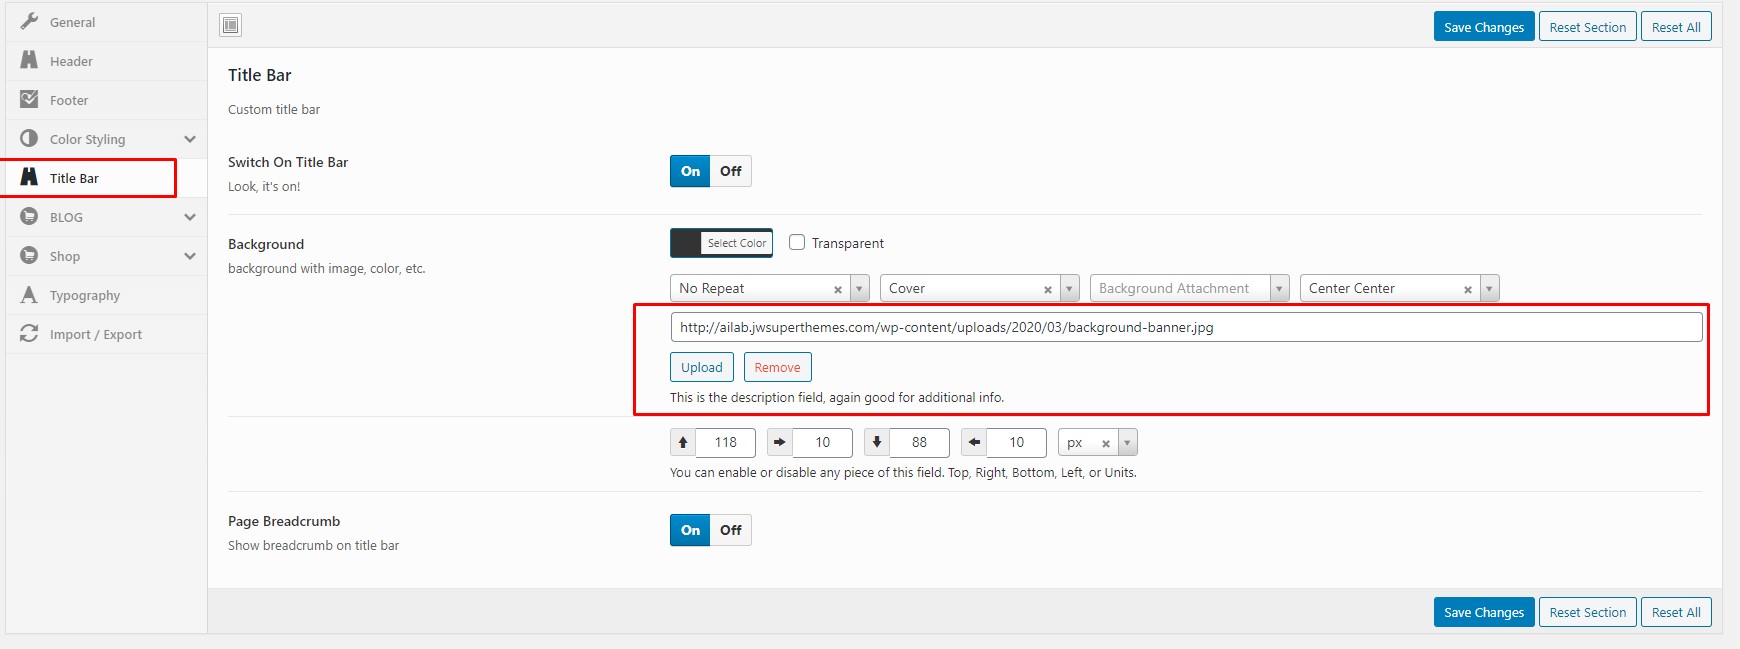 General
Header
Footer
Color Styling
Title Bar
BLOG
Shop
Typography
Import / Export
Save Changes Reset Section Reset All
Title Bar
Custom title bar
Switch On Title Bar
Look, it's on!
On Off
Background
background with image, color, etc.
Select Color Transparent
No Repeat × Cover × Background Attachment Center Center ×
http://ailab.jwsuperthemes.com/wp-content/uploads/2020/03/background-banner.jpg
Upload Remove
This is the description field, again good for additional info.
118 10 88 10 px ×
You can enable or disable any piece of this field. Top, Right, Bottom, Left, or Units.
Page Breadcrumb
Show breadcrumb on title bar
On Off
Save Changes Reset Section Reset All